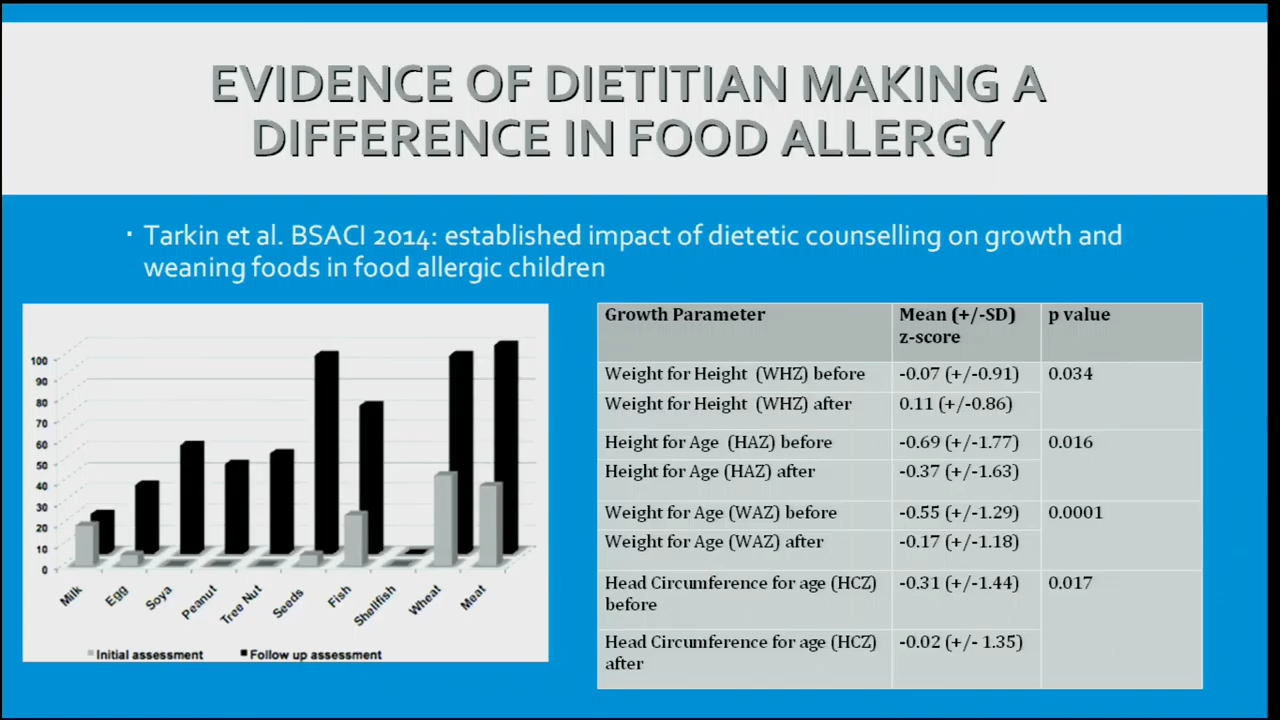 EVIDENCE OF DIETITIAN MAKING A
DIFFERENCE IN FOOD ALLERGY
▪ Tarkin et al. BSACI 2014: established impact of dietetic counselling on growth and
weaning foods in food allergic children
100
90
80
70
60
50
40
30
20
10
0
Milk
Egg
Soya
Peanut
Tree Nut
Seeds
Fish
Shellfish
Wheat
Meat
Initial assessment
Follow up assessment
Growth Parameter
Mean (+/-SD)
z-score
p value
Weight for Height (WHZ) before
-0.07 (+/-0.91)
0.034
Weight for Height (WHZ) after
0.11 (+/-0.86)
Height for Age (HAZ) before
-0.69 (+/-1.77)
0.016
Height for Age (HAZ) after
-0.37 (+/-1.63)
Weight for Age (WAZ) before
-0.55 (+/-1.29)
0.0001
Weight for Age (WAZ) after
-0.17 (+/-1.18)
Head Circumference for age (HCZ)
before
-0.31 (+/-1.44)
0.017
Head Circumference for age (HCZ)
after
-0.02 (+/- 1.35)